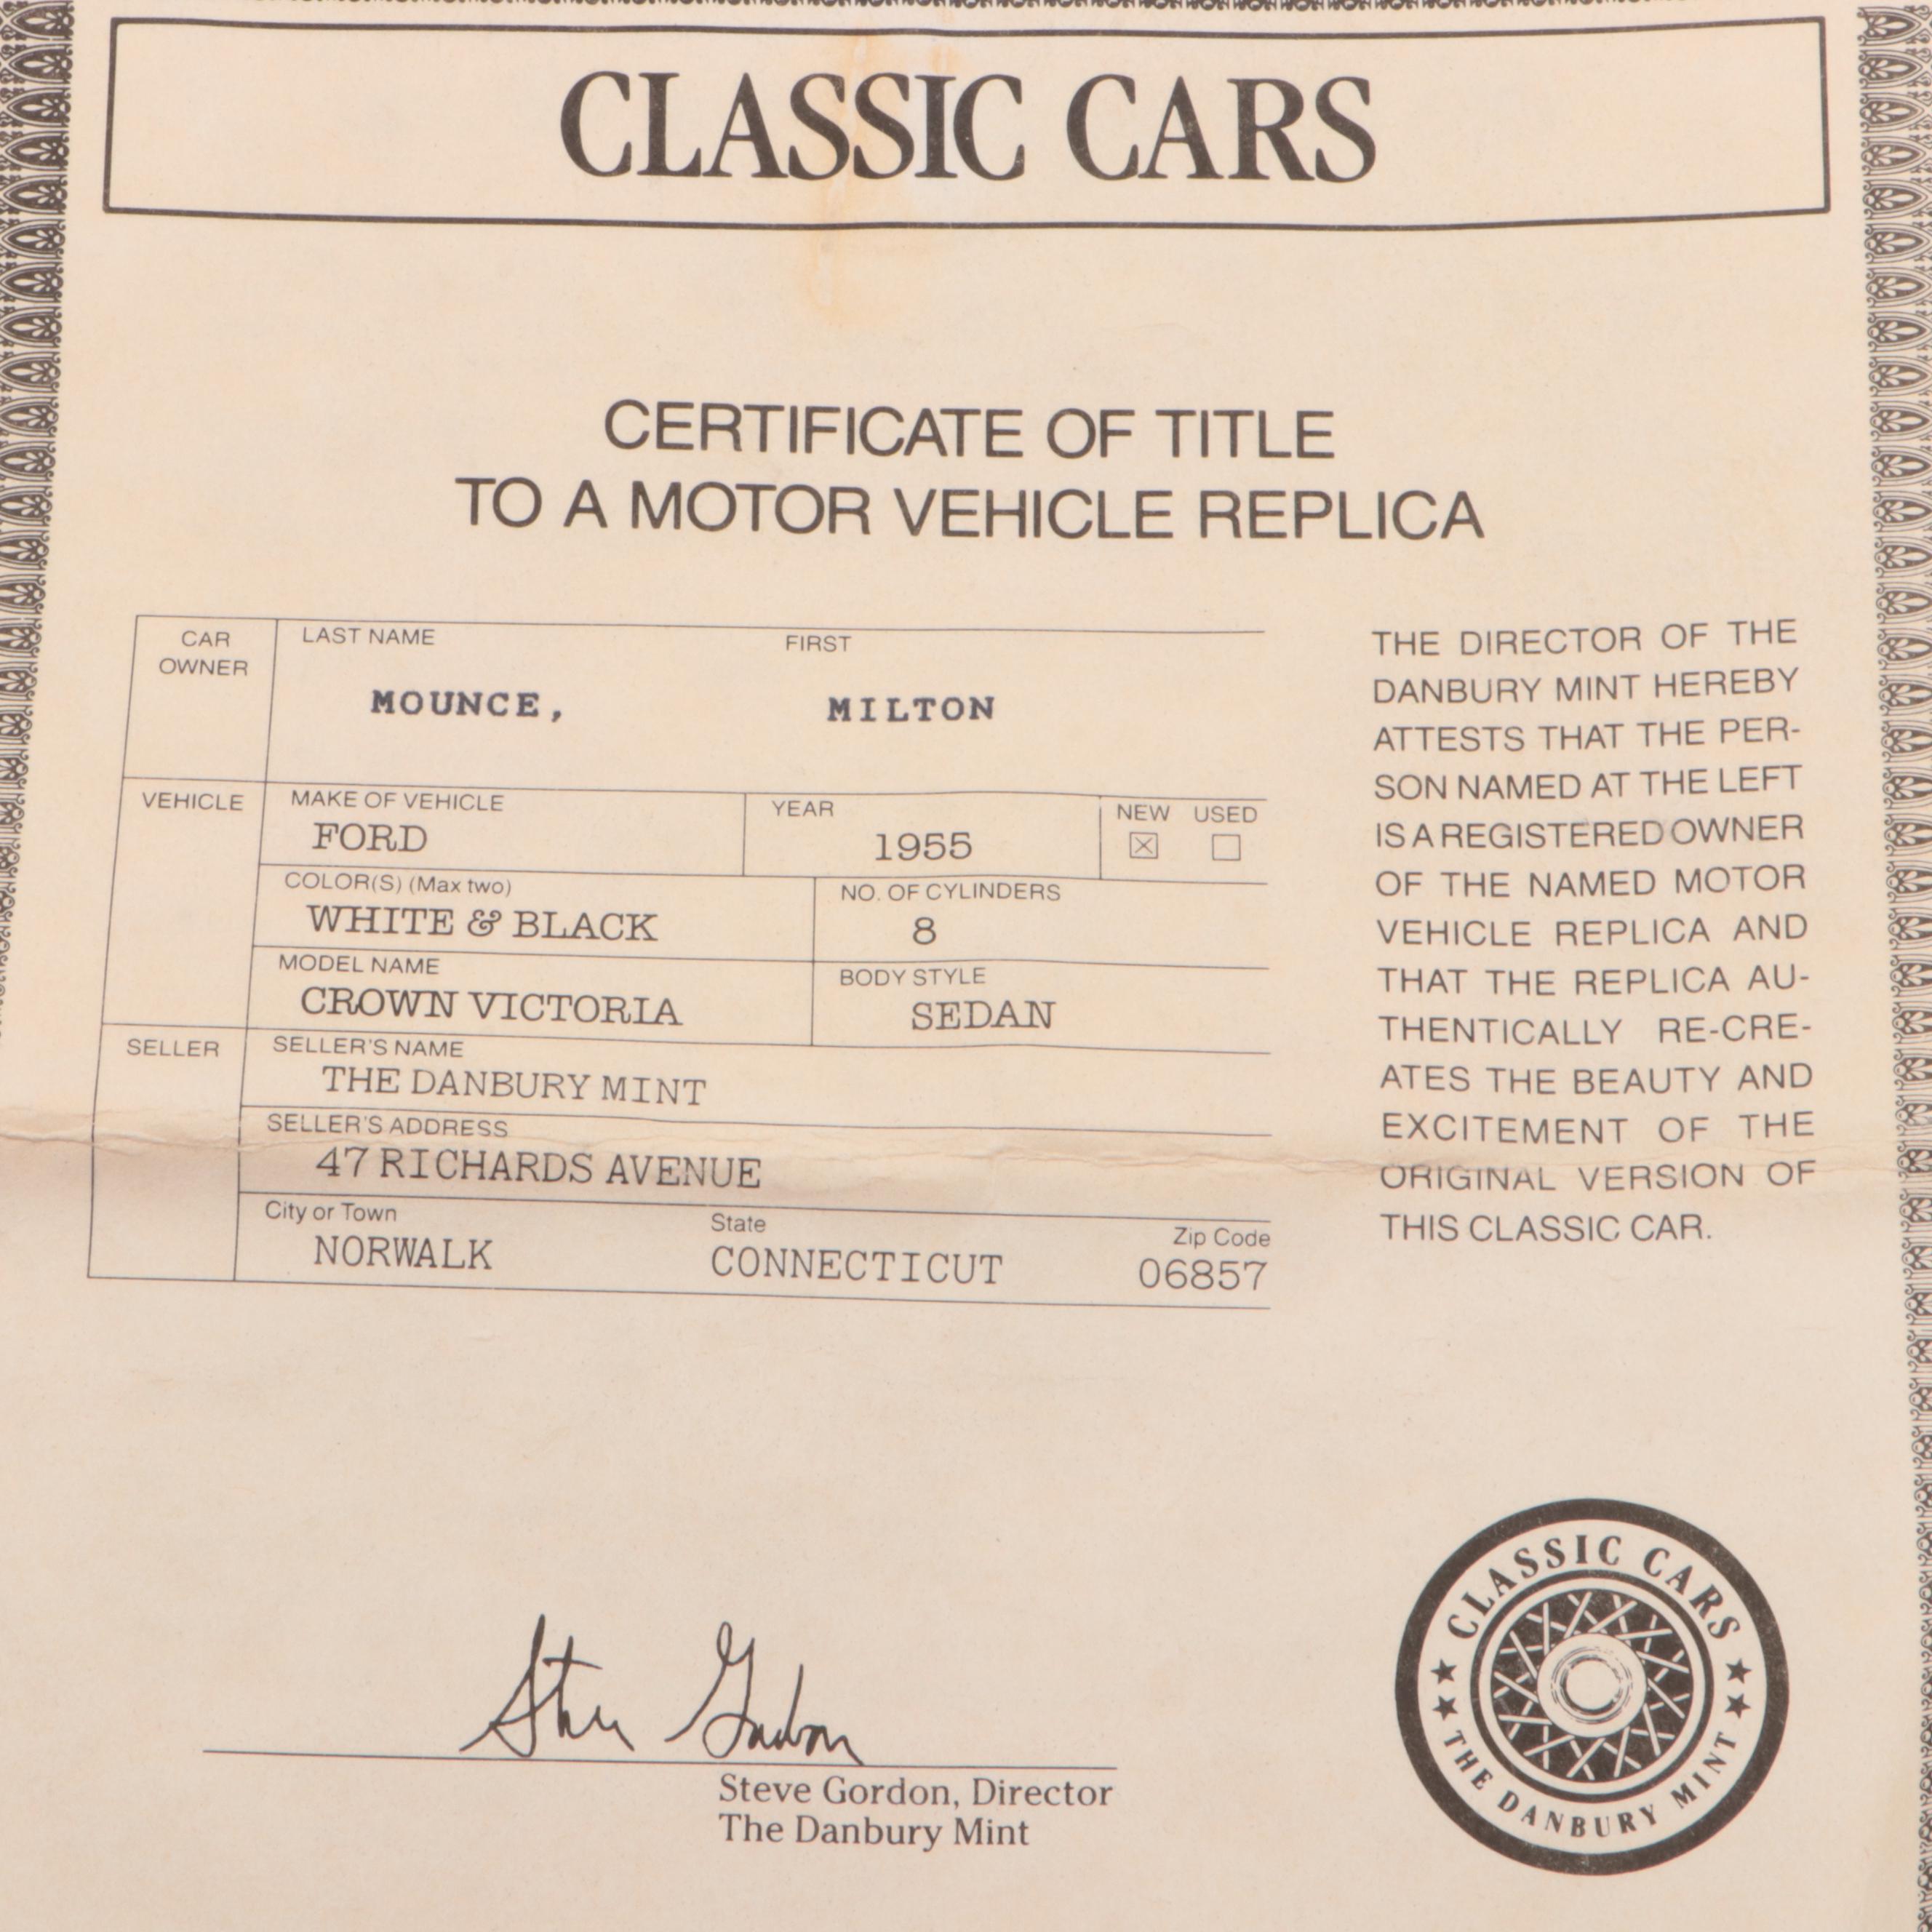 CLASSIC CARS
CERTIFICATE OF TITLE
TO A MOTOR VEHICLE REPLICA
CAR
OWNER
LAST NAME FIRST
MOUNCE, MILTON
VEHICLE
MAKE OF VEHICLE YEAR NEW USED
FORD 1955
COLOR(S) (Max two) NO. OF CYLINDERS
WHITE & BLACK 8
MODEL NAME BODY STYLE
CROWN VICTORIA SEDAN
SELLER
SELLER'S NAME
THE DANBURY MINT
SELLER'S ADDRESS
47 RICHARDS AVENUE
City or Town State Zip Code
NORWALK CONNECTICUT 06857
THE DIRECTOR OF THE
DANBURY MINT HEREBY
ATTESTS THAT THE PER-
SON NAMED AT THE LEFT
IS A REGISTERED OWNER
OF THE NAMED MOTOR
VEHICLE REPLICA AND
THAT THE REPLICA AU-
THENTICALLY RE-CRE-
ATES THE BEAUTY AND
EXCITEMENT OF THE
ORIGINAL VERSION OF
THIS CLASSIC CAR.
Steve Gordon
Steve Gordon, Director
The Danbury Mint
CLASSIC CARS
THE DANBURY MINT